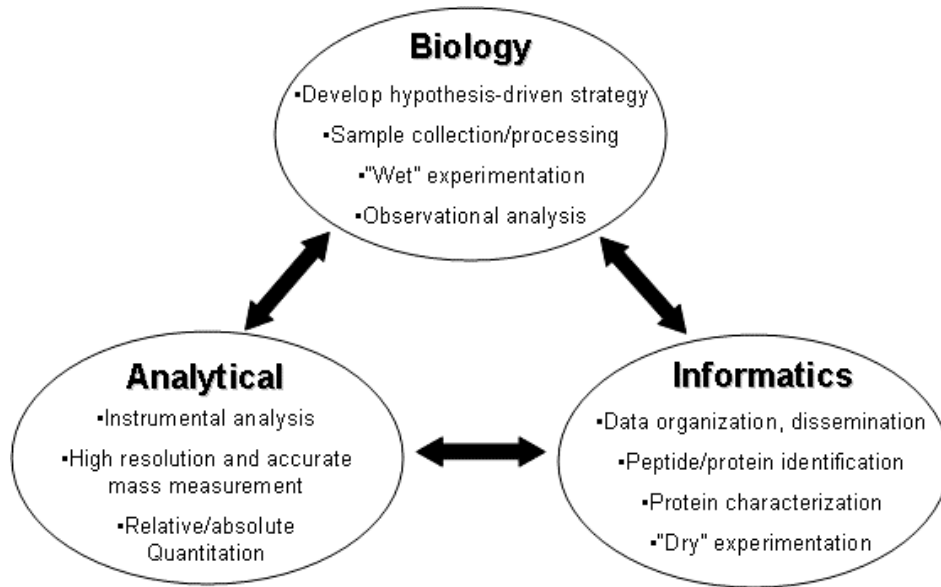 Biology
▪Develop hypothesis-driven strategy
▪Sample collection/processing
▪"Wet" experimentation
▪Observational analysis
Analytical
▪Instrumental analysis
▪High resolution and accurate
mass measurement
▪Relative/absolute
Quantitation
Informatics
▪Data organization, dissemination
▪Peptide/protein identification
▪Protein characterization
▪"Dry" experimentation